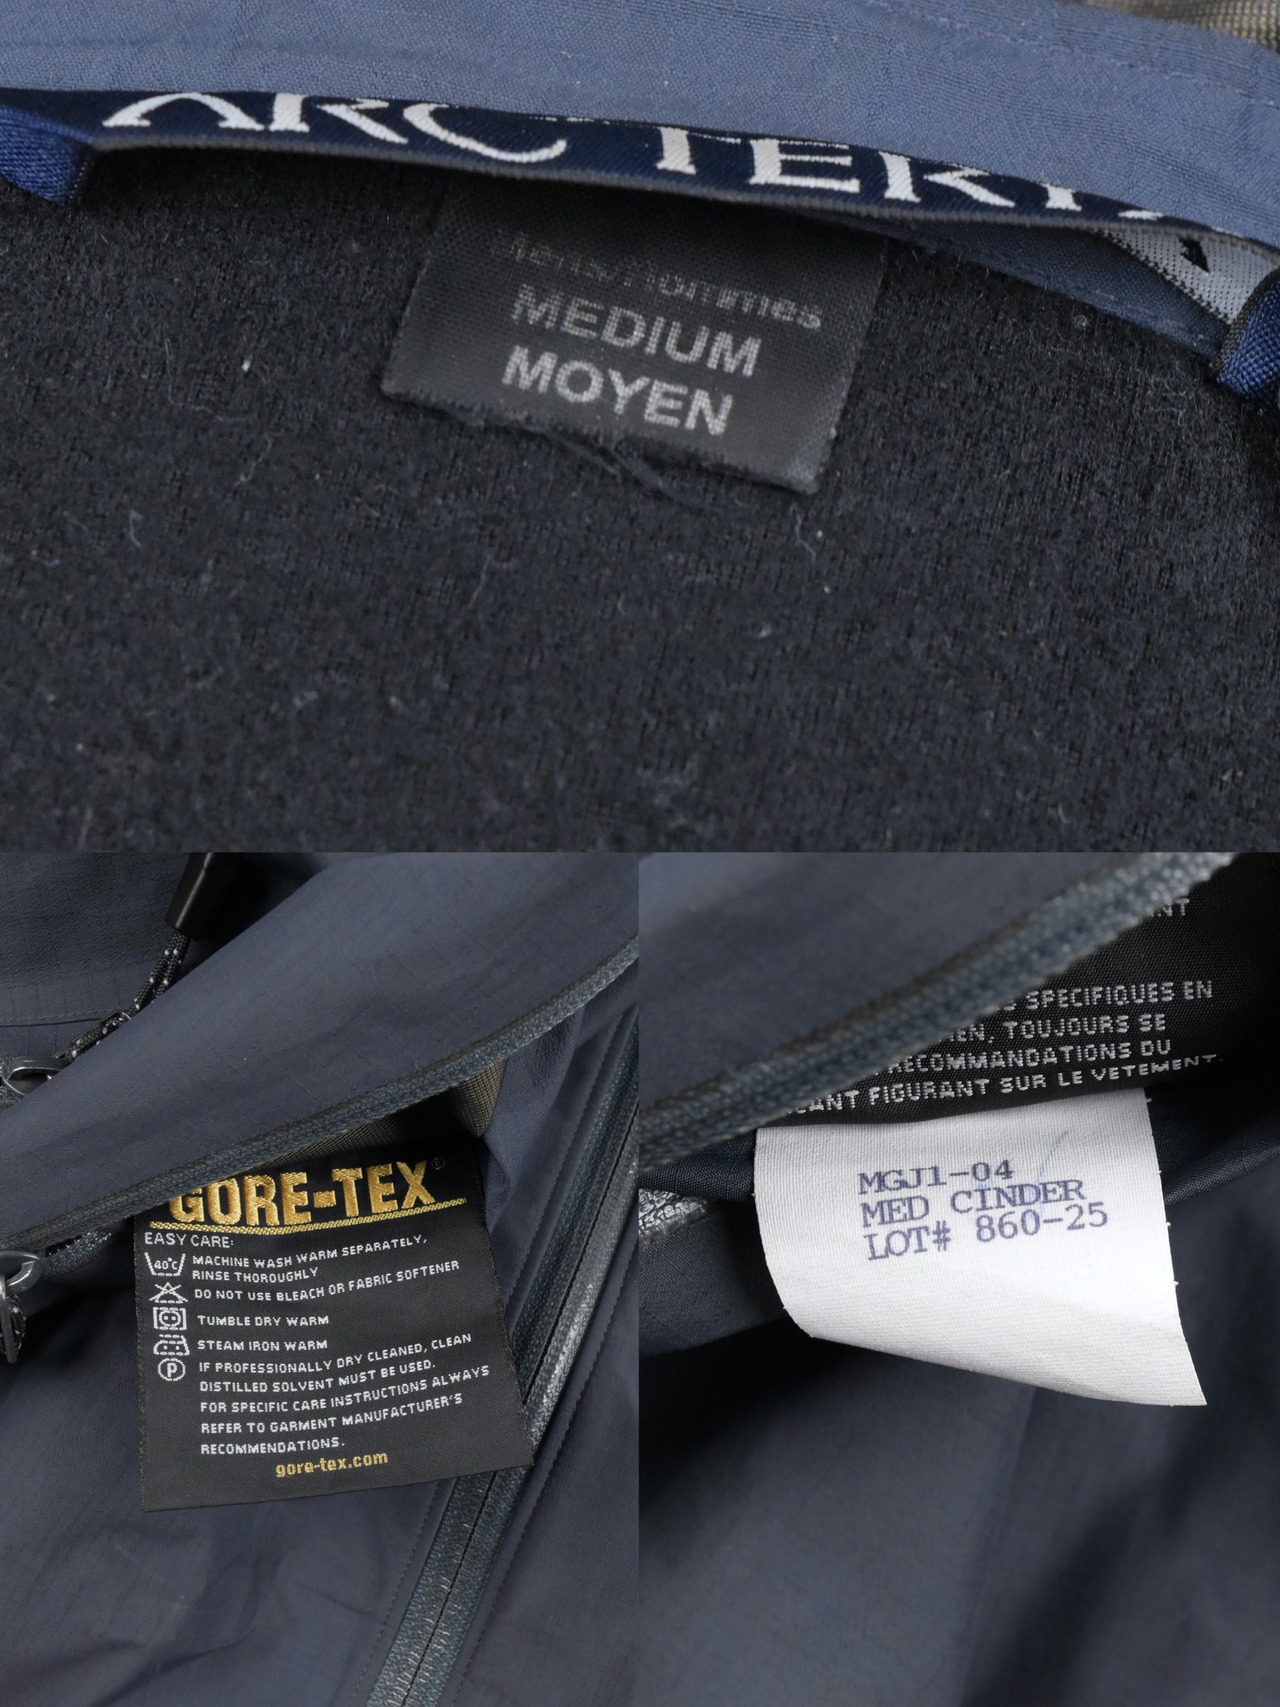 ARC'TERY
Mens/Hommes
MEDIUM
MOYEN
GORE-TEX®
EASY CARE:
40°C MACHINE WASH WARM SEPARATELY,
RINSE THOROUGHLY
DO NOT USE BLEACH OR FABRIC SOFTENER
TUMBLE DRY WARM
STEAM IRON WARM
P IF PROFESSIONALLY DRY CLEANED, CLEAN
DISTILLED SOLVENT MUST BE USED.
FOR SPECIFIC CARE INSTRUCTIONS ALWAYS
REFER TO GARMENT MANUFACTURER'S
RECOMMENDATIONS.
gore-tex.com
SPECIFIQUES EN
TOUJOURS SE
RECOMMANDATIONS DU
FIGURANT SUR LE VETEMENT.
MGJ1-04
MED CINDER
LOT# 860-25